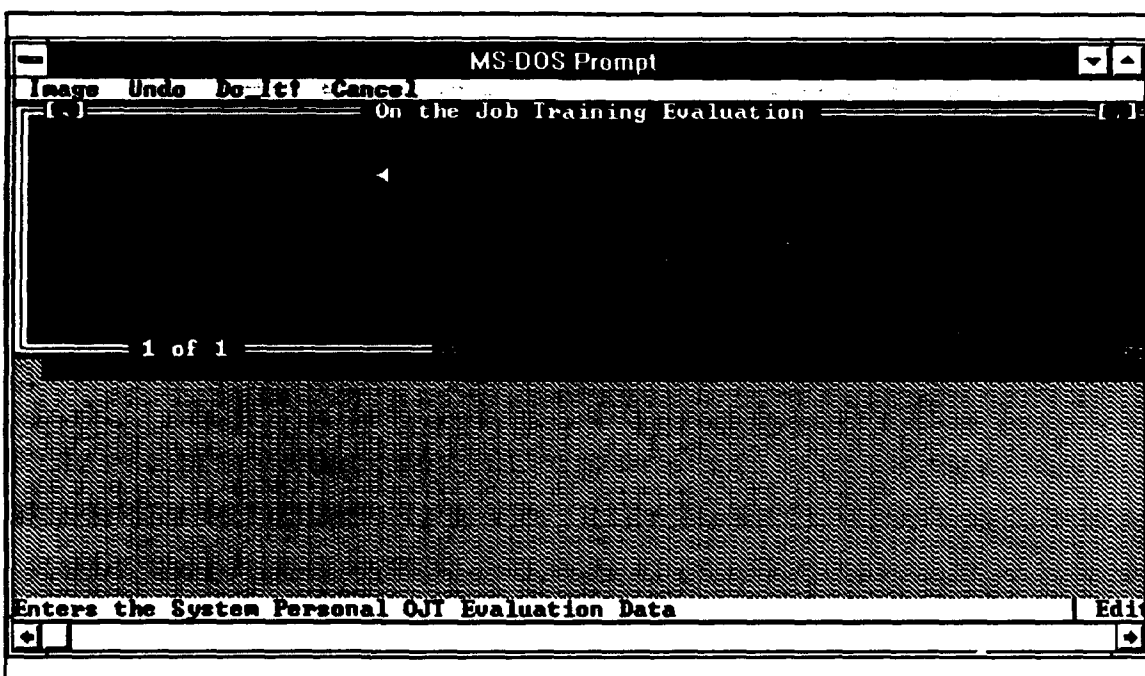 MS-DOS Prompt
Image Undo Do-It! Cancel
On the Job Training Evaluation
1 of 1
Enters the System Personal OJT Evaluation Data Edit